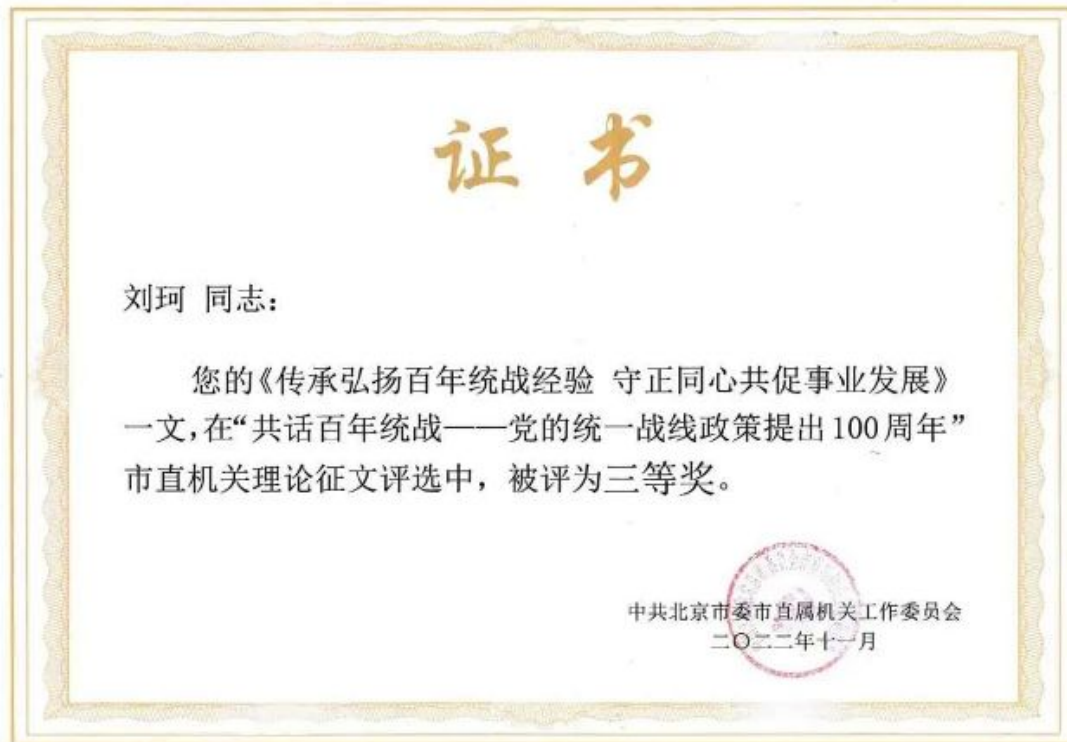 证书
刘珂 同志：
您的《传承弘扬百年统战经验 守正同心共促事业发展》
一文，在“共话百年统战——党的统一战线政策提出100周年”
市直机关理论征文评选中，被评为三等奖。
中共北京市委市直属机关工作委员会
二〇二二年十一月